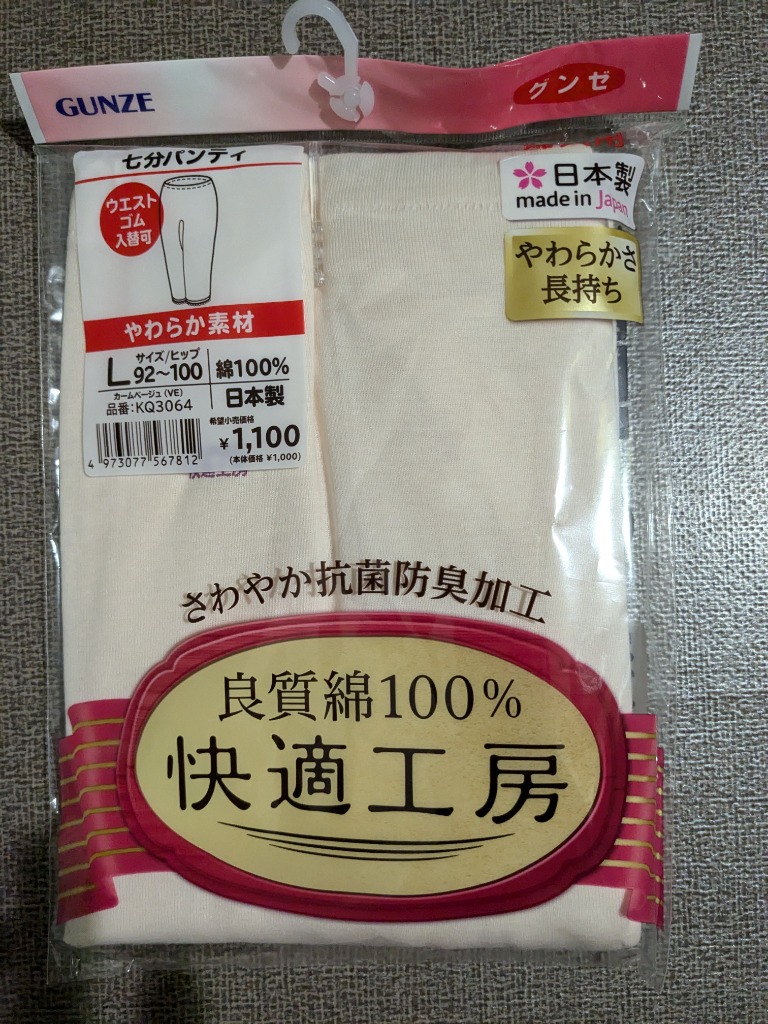 GUNZE
グンゼ
七分パンティ
ウエスト
ゴム
入替可
やわらか素材
サイズ/ヒップ
L 92~100
綿100%
カームベージュ(VE)
品番:KQ3064
日本製
希望小売価格
¥1,100
(本体価格 ¥1,000)
4 973077 567812
快適工房
日本製
made in Japan
やわらかさ
長持ち
さわやか抗菌防臭加工
良質綿100%
快適工房